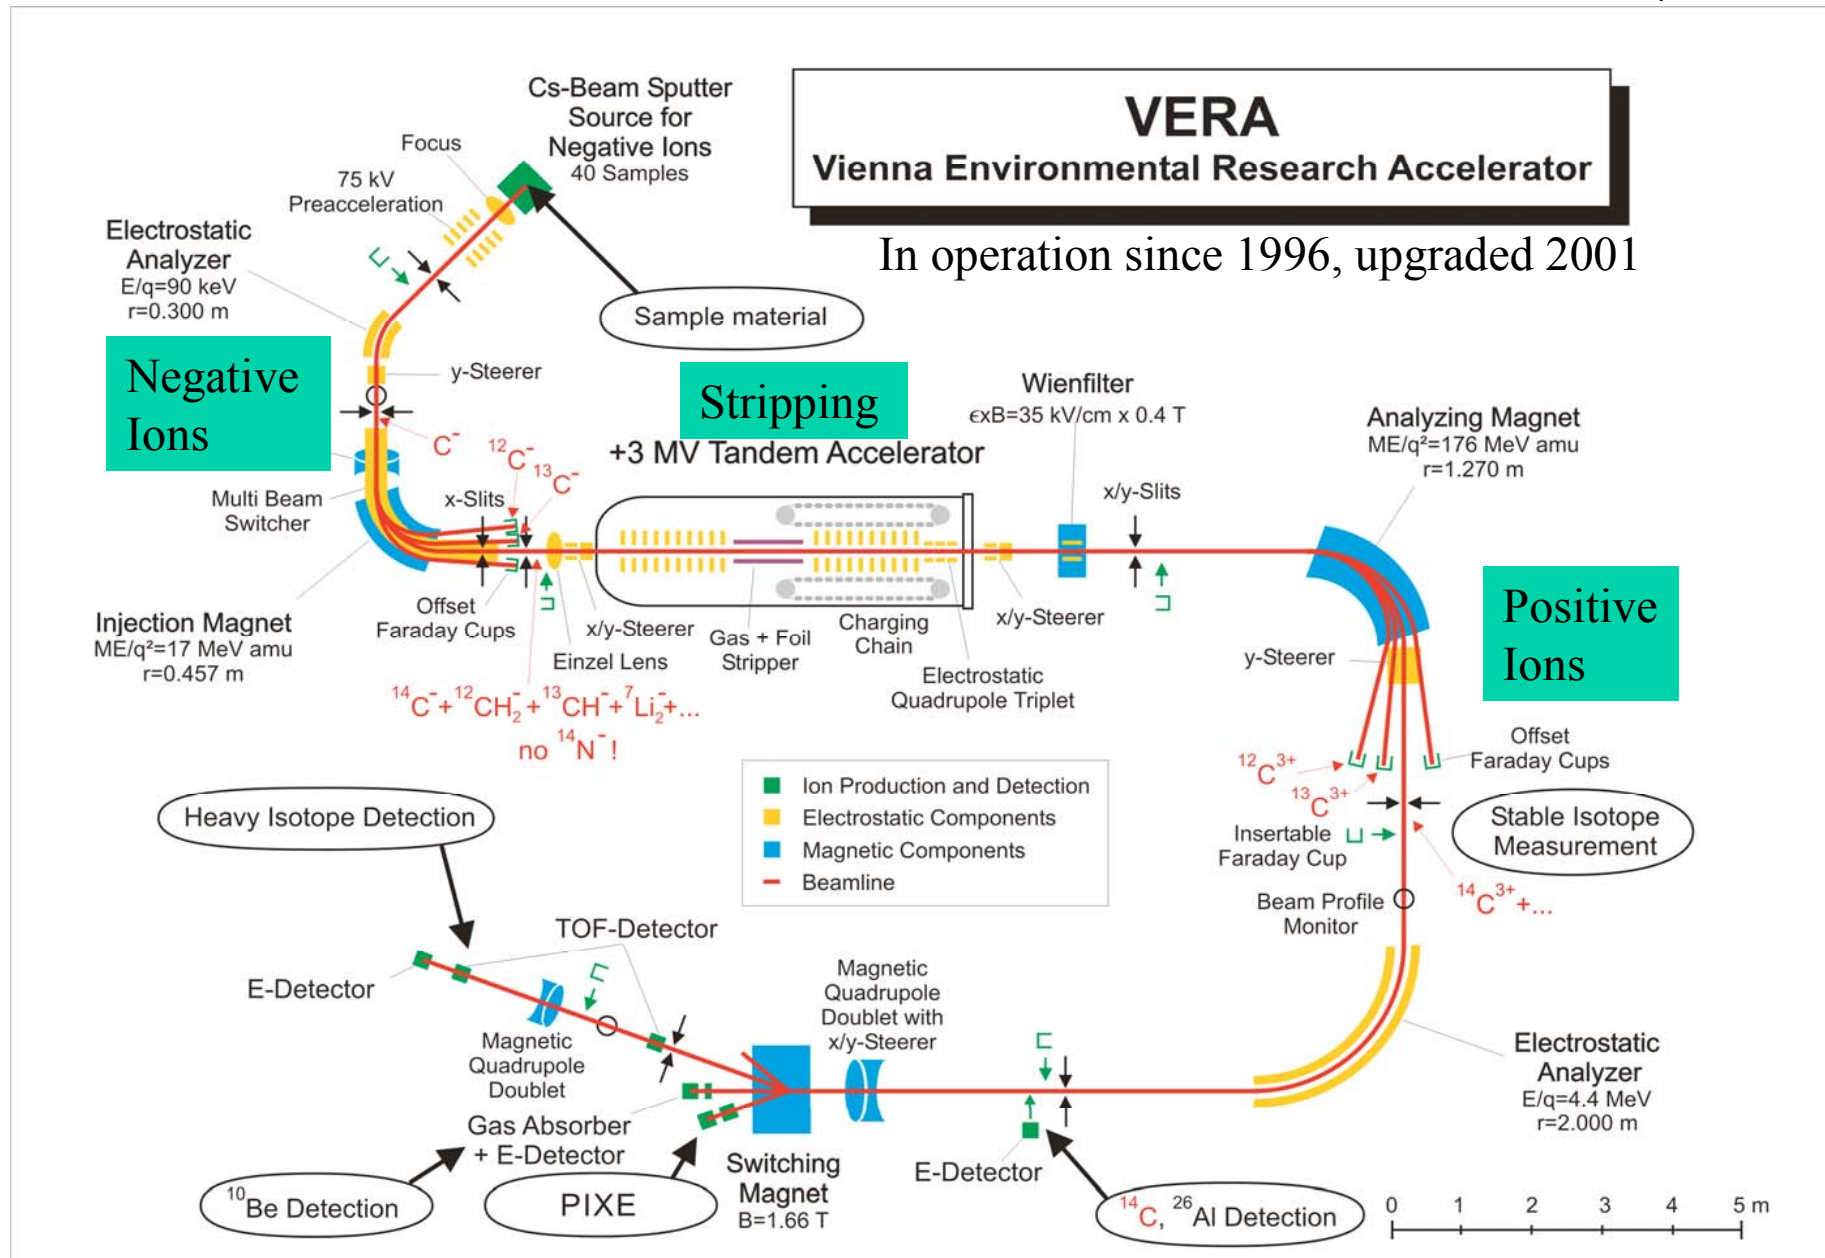 VERA
Vienna Environmental Research Accelerator
In operation since 1996, upgraded 2001
Cs-Beam Sputter
Source for
Negative Ions
40 Samples
Focus
75 kV
Preacceleration
Electrostatic
Analyzer
E/q=90 keV
r=0.300 m
Sample material
Negative
Ions
y-Steerer
C⁻
Multi Beam
Switcher
x-Slits
¹²C⁻
¹³C⁻
Stripping
+3 MV Tandem Accelerator
Wienfilter
ϵxB=35 kV/cm x 0.4 T
x/y-Slits
Analyzing Magnet
ME/q²=176 MeV amu
r=1.270 m
Injection Magnet
ME/q²=17 MeV amu
r=0.457 m
Offset
Faraday Cups
x/y-Steerer
Einzel Lens
Gas + Foil
Stripper
Charging
Chain
Electrostatic
Quadrupole Triplet
x/y-Steerer
Positive
Ions
y-Steerer
¹⁴C⁻+¹²CH₂⁻+¹³CH⁻+⁷Li₂⁻+...
no ¹⁴N⁻!
Offset
Faraday Cups
¹²C³⁺
¹³C³⁺
Insertable
Faraday Cup
Stable Isotope
Measurement
¹⁴C³⁺+...
Beam Profile
Monitor
Ion Production and Detection
Electrostatic Components
Magnetic Components
Beamline
Heavy Isotope Detection
TOF-Detector
E-Detector
Magnetic
Quadrupole
Doublet
Magnetic
Quadrupole
Doublet with
x/y-Steerer
Electrostatic
Analyzer
E/q=4.4 MeV
r=2.000 m
Gas Absorber
+ E-Detector
Switching
Magnet
B=1.66 T
E-Detector
¹⁰Be Detection
PIXE
¹⁴C, ²⁶Al Detection
0 1 2 3 4 5 m